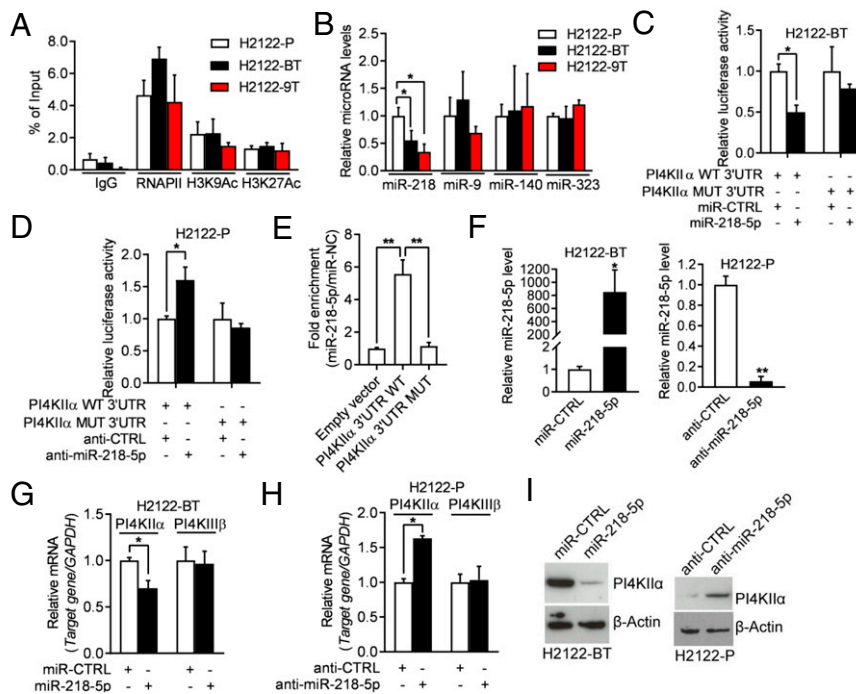 A
% of Input
8
6
4
2
0
H2122-P
H2122-BT
H2122-9T
IgG
RNAPII
H3K9Ac
H3K27Ac
B
Relative microRNA levels
2.0
1.5
1.0
0.5
0
H2122-P
H2122-BT
H2122-9T
*
*
miR-218
miR-9
miR-140
miR-323
C
H2122-BT
Relative luciferase activity
1.5
1.0
0.5
0.0
*
PI4KIIα WT 3'UTR + + - -
PI4KIIα MUT 3'UTR - - + +
miR-CTRL + - + -
miR-218-5p - + - +
D
H2122-P
Relative luciferase activity
2.0
1.5
1.0
0.5
0.0
*
PI4KIIα WT 3'UTR + + - -
PI4KIIα MUT 3'UTR - - + +
anti-CTRL + - + -
anti-miR-218-5p - + - +
E
Fold enrichment
(miR-218-5p/miR-NC)
8
6
4
2
0
** **
Empty vector
PI4KIIα 3'UTR WT
PI4KIIα 3'UTR MUT
F
H2122-BT
Relative miR-218-5p level
1200
1000
800
600
400
200
2
1
0
*
miR-CTRL
miR-218-5p
H2122-P
Relative miR-218-5p level
1.2
1.0
0.8
0.6
0.4
0.2
0.0
**
anti-CTRL
anti-miR-218-5p
G
H2122-BT
PI4KIIα PI4KIIIβ
Relative mRNA
(Target gene/GAPDH)
1.5
1.0
0.5
0.0
*
miR-CTRL + - + -
miR-218-5p - + - +
H
H2122-P
PI4KIIα PI4KIIIβ
Relative mRNA
(Target gene/GAPDH)
2.0
1.5
1.0
0.5
0.0
*
anti-CTRL + - + -
anti-miR-218-5p - + - +
I
miR-CTRL
miR-218-5p
PI4KIIα
β-Actin
H2122-BT
anti-CTRL
anti-miR-218-5p
PI4KIIα
β-Actin
H2122-P